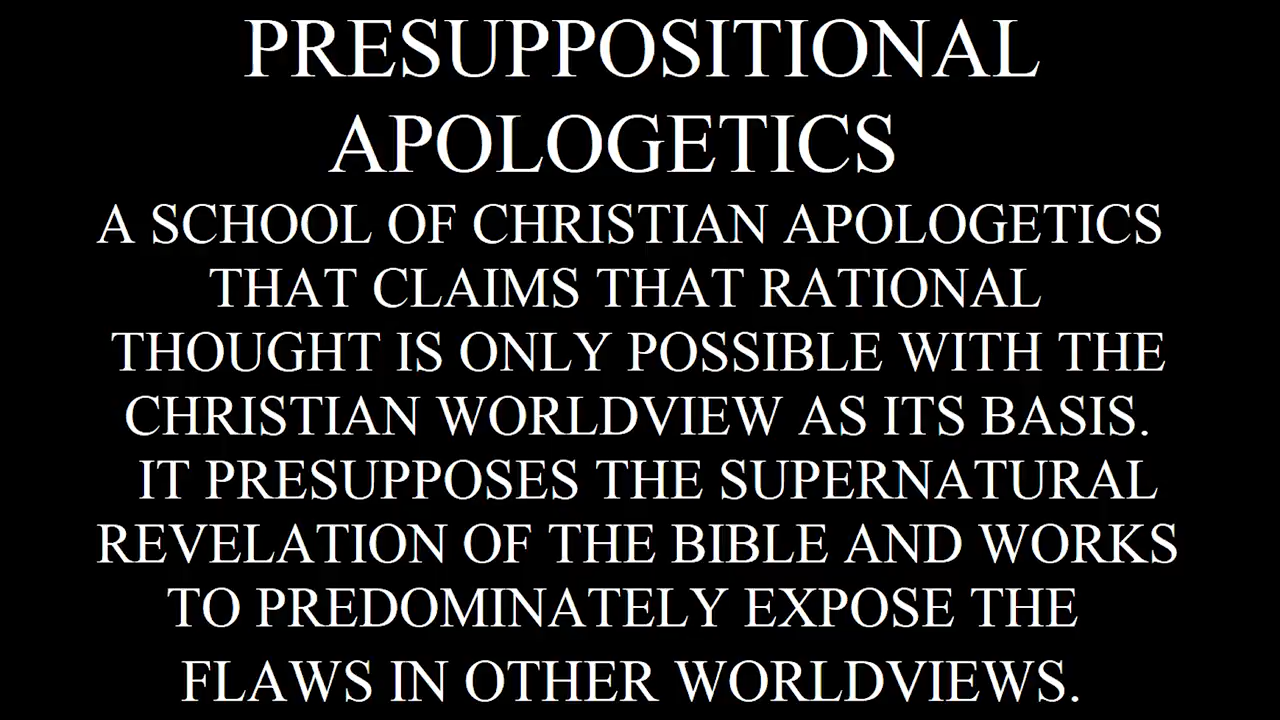 PRESUPPOSITIONAL
APOLOGETICS
A SCHOOL OF CHRISTIAN APOLOGETICS
THAT CLAIMS THAT RATIONAL
THOUGHT IS ONLY POSSIBLE WITH THE
CHRISTIAN WORLDVIEW AS ITS BASIS.
IT PRESUPPOSES THE SUPERNATURAL
REVELATION OF THE BIBLE AND WORKS
TO PREDOMINATELY EXPOSE THE
FLAWS IN OTHER WORLDVIEWS.